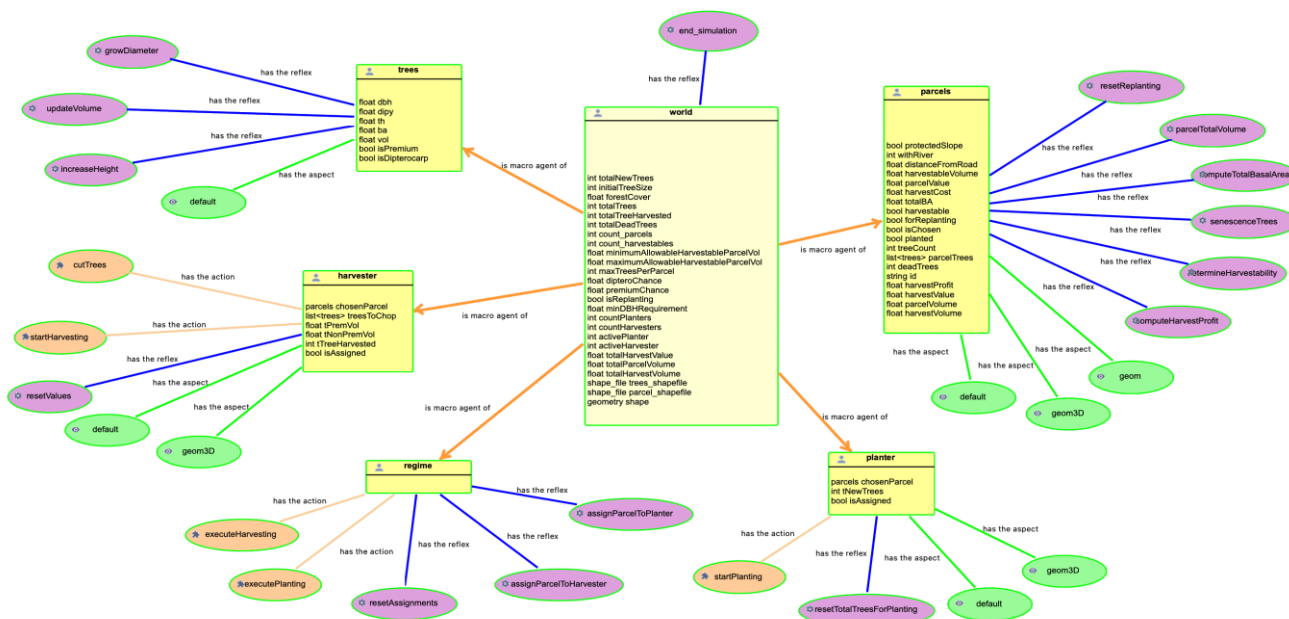 end_simulation
has the reflex
growDiameter
has the reflex
updateVolume
has the reflex
increaseHeight
has the reflex
default
has the aspect
trees
float dbh
float dipy
float th
float ba
float vol
bool isPremium
bool isDipterocarp
is macro agent of
world
int totalNewTrees
int initialTreeSize
float forestCover
int totalTrees
int totalTreeHarvested
int totalDeadTrees
int count_parcels
int count_harvestables
float minimumAllowableHarvestableParcelVol
float maximumAllowableHarvestableParcelVol
int maxTreesPerParcel
float dipteroChance
float premiumChance
bool isReplanting
float minDBHRequirement
int countPlanters
int countHarvesters
int activePlanter
int activeHarvester
float totalHarvestValue
float totalParcelVolume
float totalHarvestVolume
shape_file trees_shapefile
shape_file parcel_shapefile
geometry shape
is macro agent of
parcels
bool protectedSlope
int withRiver
float distanceFromRoad
float harvestableVolume
float parcelValue
float harvestCost
float totalBA
bool harvestable
bool forReplanting
bool isChosen
bool planted
int treeCount
list<trees> parcelTrees
int deadTrees
string id
float harvestProfit
float harvestValue
float parcelVolume
float harvestVolume
has the reflex
resetReplanting
has the reflex
parcelTotalVolume
has the reflex
omputeTotalBasalArea
has the reflex
senescenceTrees
has the reflex
etermineHarvestability
has the reflex
omputeHarvestProfit
has the aspect
default
has the aspect
geom3D
has the aspect
geom
cutTrees
has the action
startHarvesting
has the action
resetValues
has the reflex
default
has the aspect
geom3D
has the aspect
harvester
parcels chosenParcel
list<trees> treesToChop
float tPremVol
float tNonPremVol
int tTreeHarvested
bool isAssigned
is macro agent of
is macro agent of
regime
has the action
executeHarvesting
has the action
executePlanting
has the reflex
resetAssignments
has the reflex
assignParcelToHarvester
has the reflex
assignParcelToPlanter
is macro agent of
planter
parcels chosenParcel
int tNewTrees
bool isAssigned
has the action
startPlanting
has the reflex
resetTotalTreesForPlanting
has the aspect
default
has the aspect
geom3D